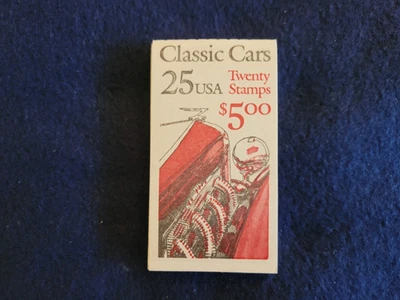 Classic Cars
25USA
Twenty
Stamps
$5.00